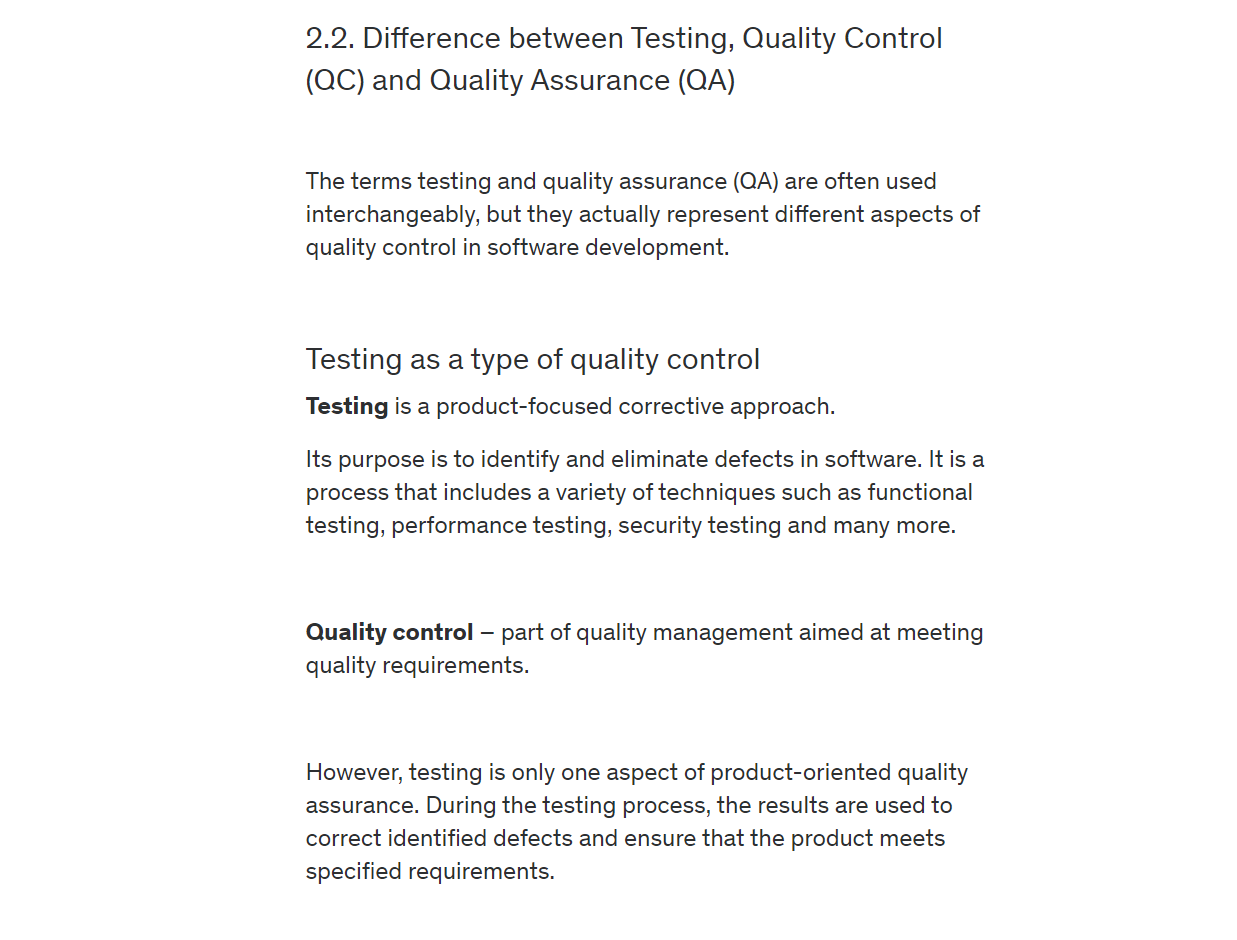 2.2. Difference between Testing, Quality Control
(QC) and Quality Assurance (QA)
The terms testing and quality assurance (QA) are often used
interchangeably, but they actually represent different aspects of
quality control in software development.
Testing as a type of quality control
Testing is a product-focused corrective approach.
Its purpose is to identify and eliminate defects in software. It is a
process that includes a variety of techniques such as functional
testing, performance testing, security testing and many more.
Quality control – part of quality management aimed at meeting
quality requirements.
However, testing is only one aspect of product-oriented quality
assurance. During the testing process, the results are used to
correct identified defects and ensure that the product meets
specified requirements.